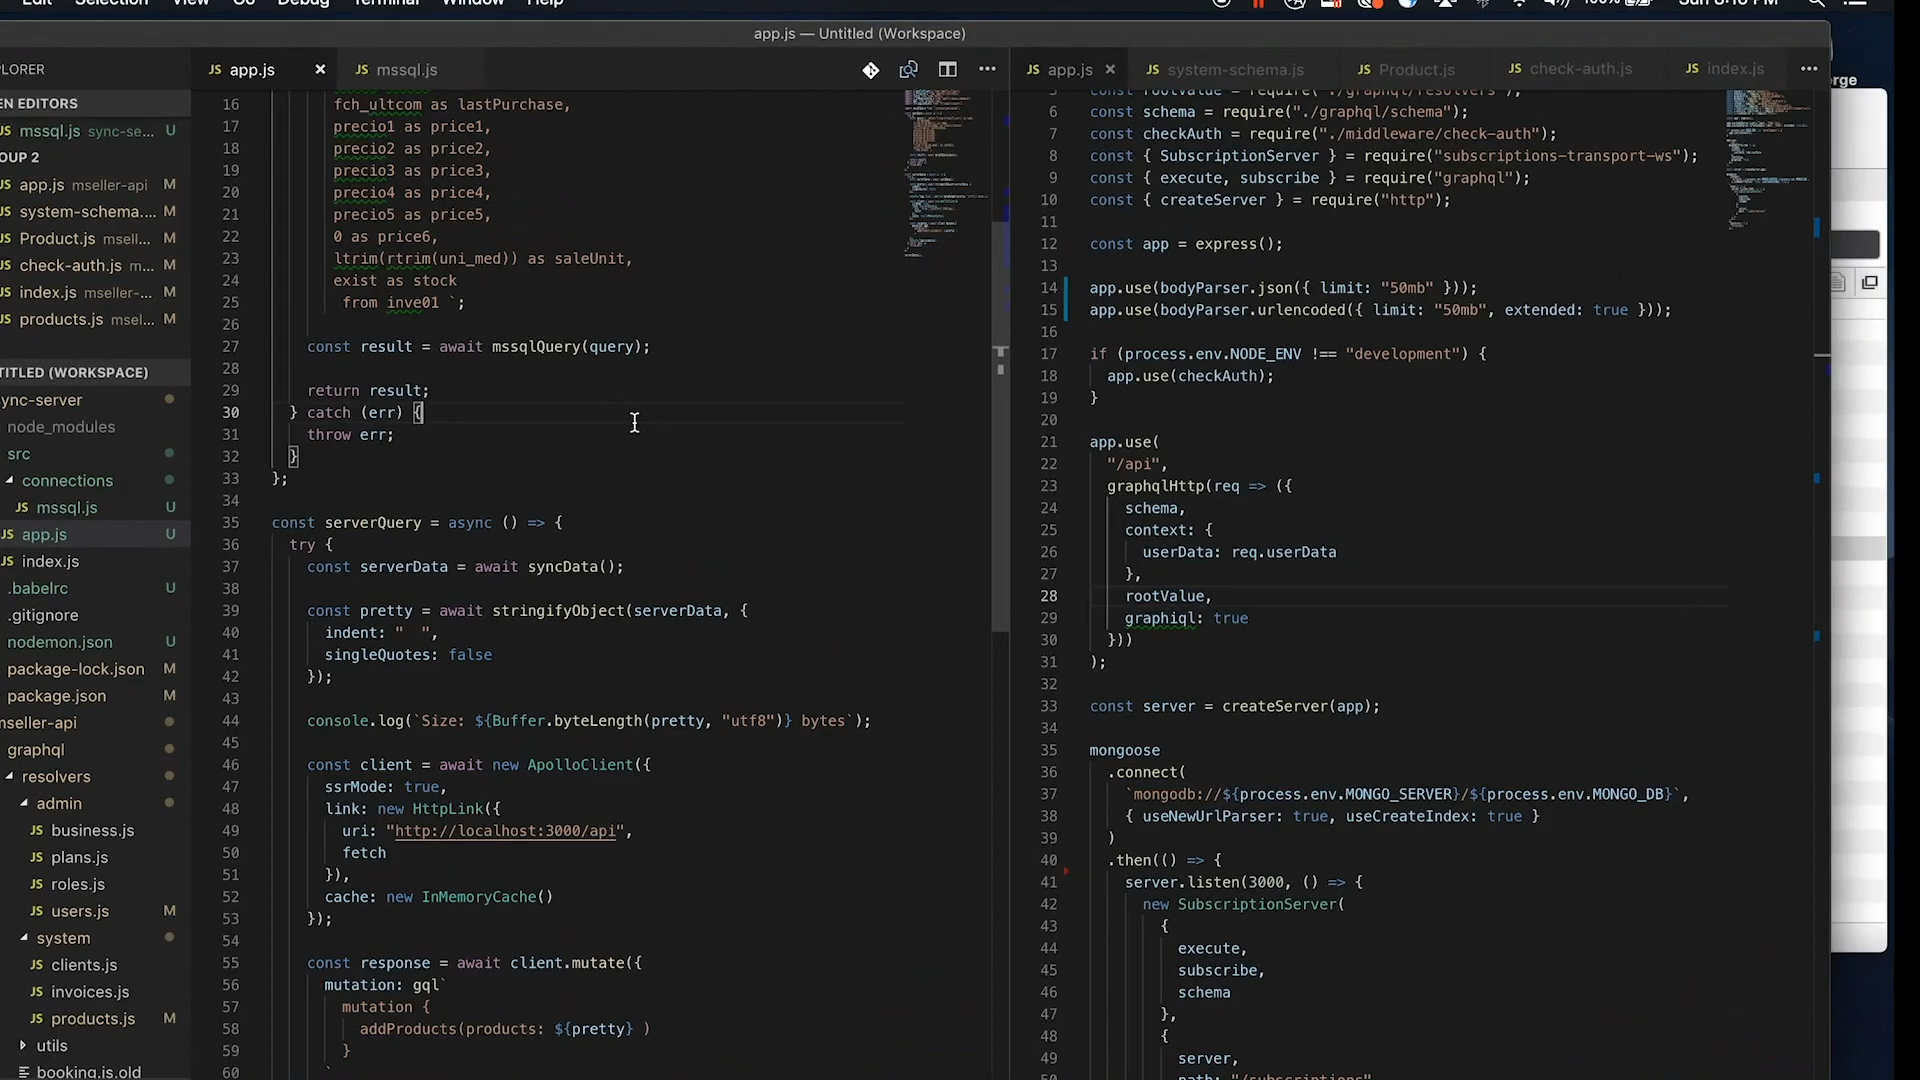 Edit Selection View Go Debug Terminal Window Help
100% Sun 8:10 PM
app.js — Untitled (Workspace)
PLORER
EN EDITORS
JS mssql.js sync-se... U
OUP 2
JS app.js mseller-api M
JS system-schema.... M
JS Product.js msell... M
JS check-auth.js m... M
JS index.js mseller-... M
JS products.js msel... M
TITLED (WORKSPACE)
ync-server
node_modules
src
connections
JS mssql.js U
JS app.js U
JS index.js
.babelrc U
.gitignore
nodemon.json U
package-lock.json M
package.json M
mseller-api
graphql
resolvers
admin
JS business.js
JS plans.js
JS roles.js
JS users.js M
system
JS clients.js
JS invoices.js
JS products.js M
utils
booking.js.old
JS app.js × JS mssql.js
16 fch_ultcom as lastPurchase,
17 precio1 as price1,
18 precio2 as price2,
19 precio3 as price3,
20 precio4 as price4,
21 precio5 as price5,
22 0 as price6,
23 ltrim(rtrim(uni_med)) as saleUnit,
24 exist as stock
25 from inve01 `;
26
27 const result = await mssqlQuery(query);
28
29 return result;
30 } catch (err) {
31 throw err;
32 }
33 };
34
35 const serverQuery = async () => {
36 try {
37 const serverData = await syncData();
38
39 const pretty = await stringifyObject(serverData, {
40 indent: "  ",
41 singleQuotes: false
42 });
43
44 console.log(`Size: ${Buffer.byteLength(pretty, "utf8")} bytes`);
45
46 const client = await new ApolloClient({
47 ssrMode: true,
48 link: new HttpLink({
49 uri: "http://localhost:3000/api",
50 fetch
51 }),
52 cache: new InMemoryCache()
53 });
54
55 const response = await client.mutate({
56 mutation: gql`
57 mutation {
58 addProducts(products: ${pretty} )
59 }
60 `
JS app.js × JS system-schema.js JS Product.js JS check-auth.js JS index.js
5 const rootValue = require("./graphql/resolvers");
6 const schema = require("./graphql/schema");
7 const checkAuth = require("./middleware/check-auth");
8 const { SubscriptionServer } = require("subscriptions-transport-ws");
9 const { execute, subscribe } = require("graphql");
10 const { createServer } = require("http");
11
12 const app = express();
13
14 app.use(bodyParser.json({ limit: "50mb" }));
15 app.use(bodyParser.urlencoded({ limit: "50mb", extended: true }));
16
17 if (process.env.NODE_ENV !== "development") {
18 app.use(checkAuth);
19 }
20
21 app.use(
22 "/api",
23 graphqlHttp(req => ({
24 schema,
25 context: {
26 userData: req.userData
27 },
28 rootValue,
29 graphiql: true
30 }))
31 );
32
33 const server = createServer(app);
34
35 mongoose
36 .connect(
37 `mongodb://${process.env.MONGO_SERVER}/${process.env.MONGO_DB}`,
38 { useNewUrlParser: true, useCreateIndex: true }
39 )
40 .then(() => {
41 server.listen(3000, () => {
42 new SubscriptionServer(
43 {
44 execute,
45 subscribe,
46 schema
47 },
48 {
49 server,
50 path: "/subscriptions"
erge